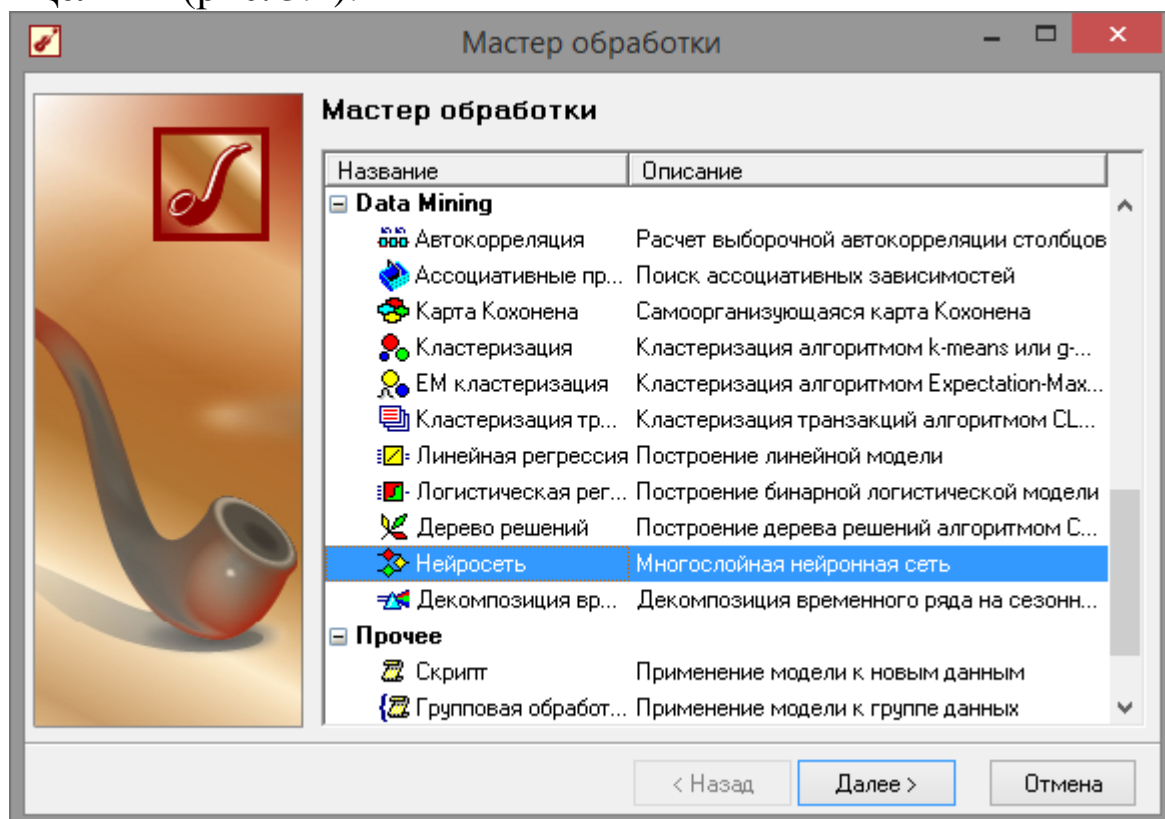 (рис.
Мастер обработки
Мастер обработки
Название Описание
Data Mining
Автокорреляция Расчет выборочной автокорреляции столбцов
Ассоциативные пр... Поиск ассоциативных зависимостей
Карта Кохонена Самоорганизующаяся карта Кохонена
Кластеризация Кластеризация алгоритмом k-means или g-...
EM кластеризация Кластеризация алгоритмом Expectation-Max...
Кластеризация тр... Кластеризация транзакций алгоритмом CL...
Линейная регрессия Построение линейной модели
Логистическая рег... Построение бинарной логистической модели
Дерево решений Построение дерева решений алгоритмом C...
Нейросеть Многослойная нейронная сеть
Декомпозиция вр... Декомпозиция временного ряда на сезонн...
Прочее
Скрипт Применение модели к новым данным
Групповая обработ... Применение модели к группе данных
< Назад Далее > Отмена